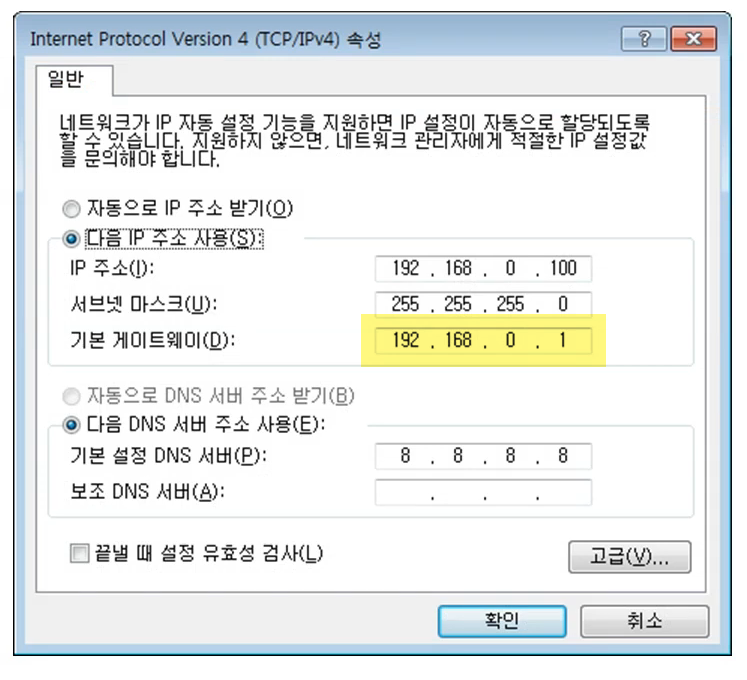 Internet Protocol Version 4 (TCP/IPv4) 속성
일반
네트워크가 IP 자동 설정 기능을 지원하면 IP 설정이 자동으로 할당되도록
할 수 있습니다. 지원하지 않으면, 네트워크 관리자에게 적절한 IP 설정값
을 문의해야 합니다.
자동으로 IP 주소 받기(O)
다음 IP 주소 사용(S):
IP 주소(I): 192 . 168 . 0 . 100
서브넷 마스크(U): 255 . 255 . 255 . 0
기본 게이트웨이(D): 192 . 168 . 0 . 1
자동으로 DNS 서버 주소 받기(B)
다음 DNS 서버 주소 사용(E):
기본 설정 DNS 서버(P): 8 . 8 . 8 . 8
보조 DNS 서버(A): . . .
끝낼 때 설정 유효성 검사(L)
고급(V)...
확인 취소